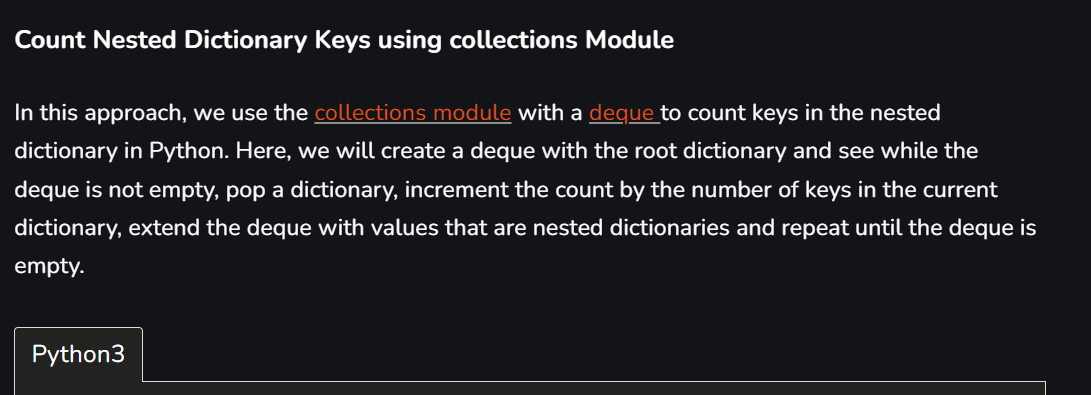 Count Nested Dictionary Keys using collections Module
In this approach, we use the collections module with a deque to count keys in the nested
dictionary in Python. Here, we will create a deque with the root dictionary and see while the
deque is not empty, pop a dictionary, increment the count by the number of keys in the current
dictionary, extend the deque with values that are nested dictionaries and repeat until the deque is
empty.
Python3